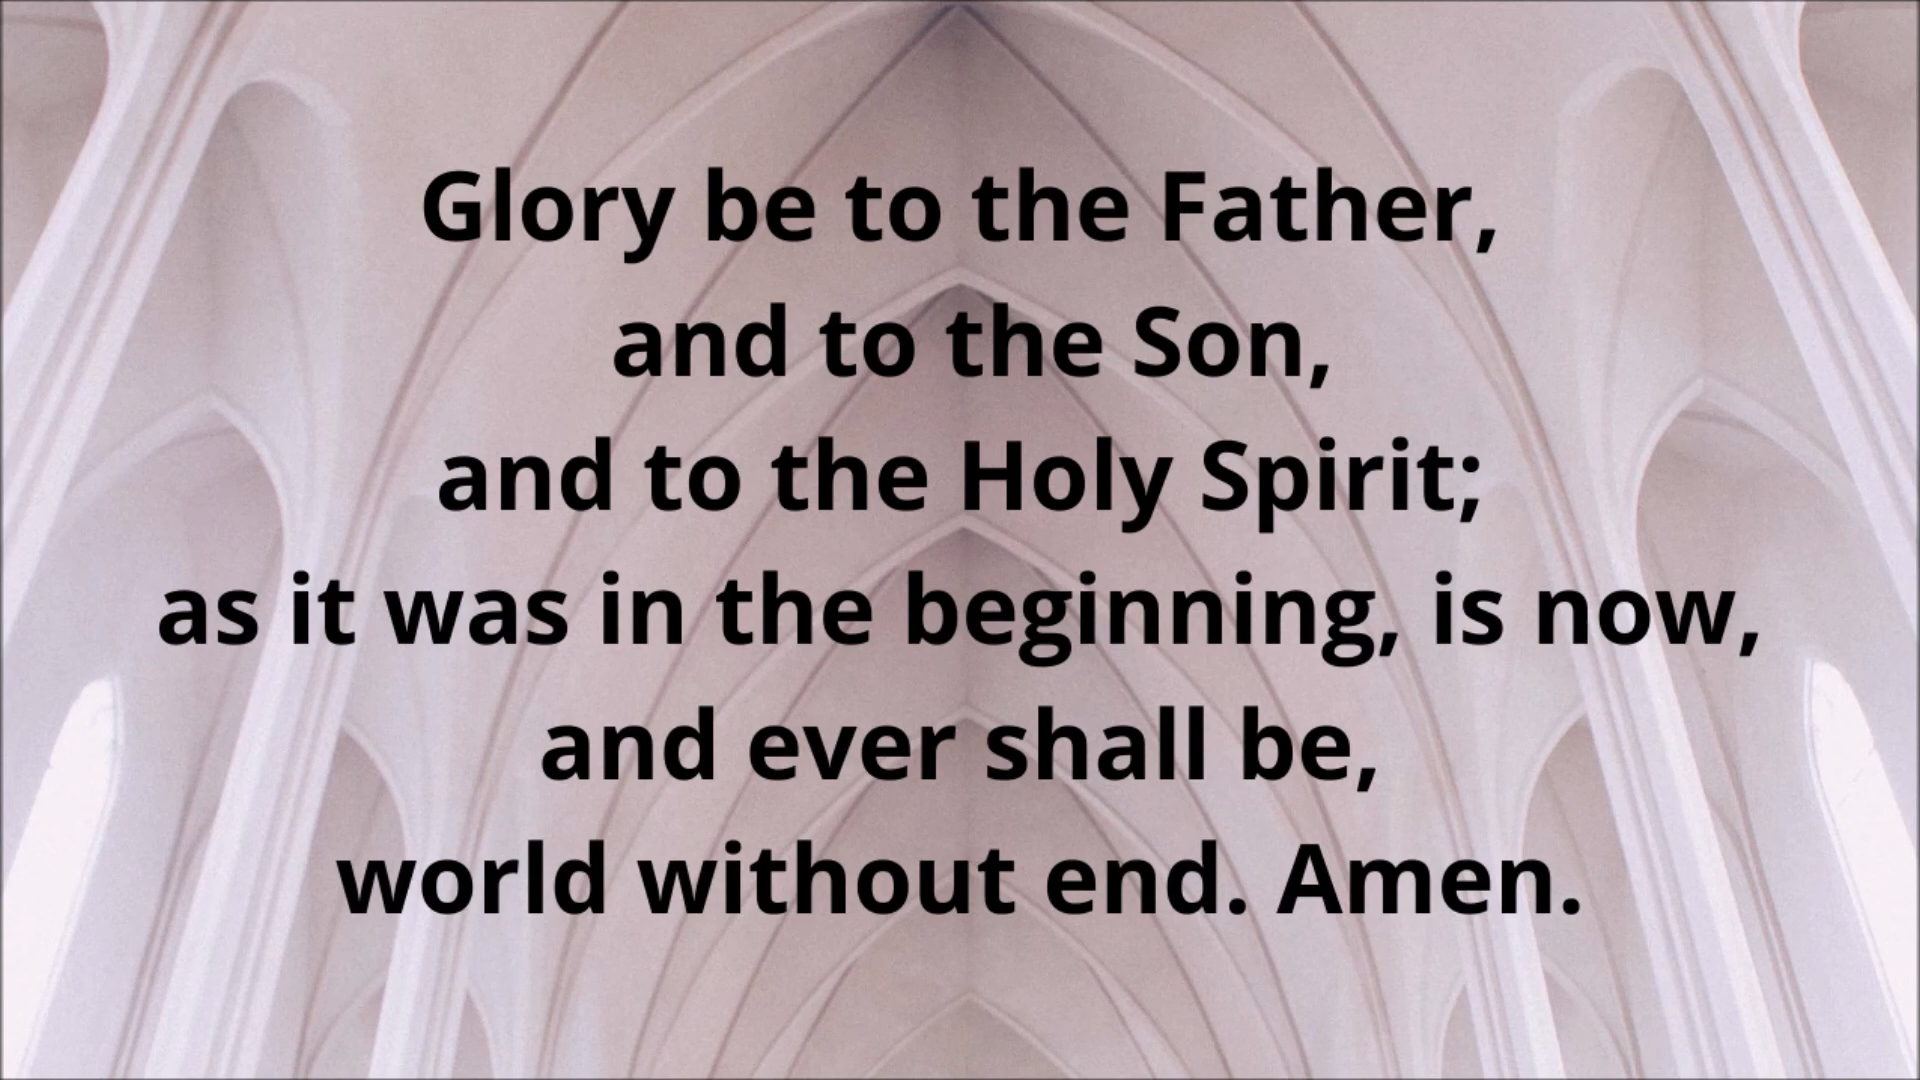 Glory be to the Father,
and to the Son,
and to the Holy Spirit;
as it was in the beginning, is now,
and ever shall be,
world without end. Amen.